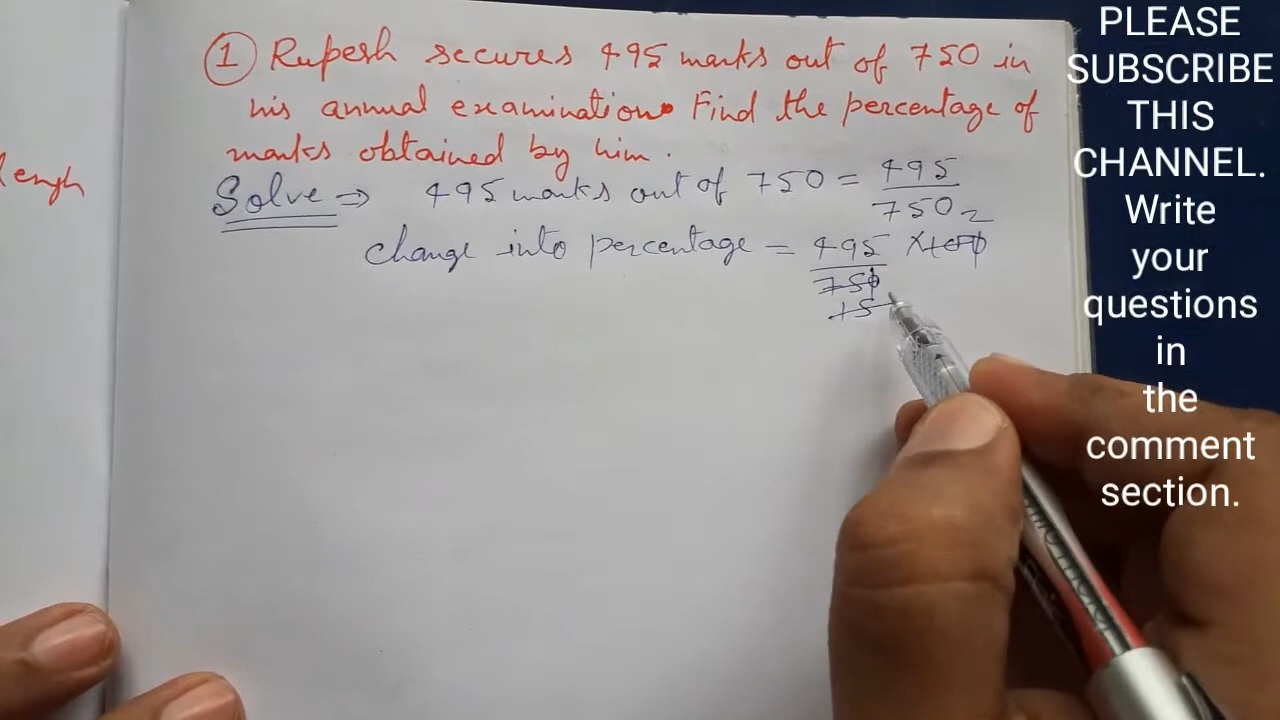 ① Rupesh secures 495 marks out of 750 in
his annual examination. Find the percentage of
marks obtained by him.
Solve ⇒ 495 marks out of 750 = 495/750
change into percentage = 495/750 × 100
15
length
PLEASE
SUBSCRIBE
THIS
CHANNEL.
Write
your
questions
in
the
comment
section.